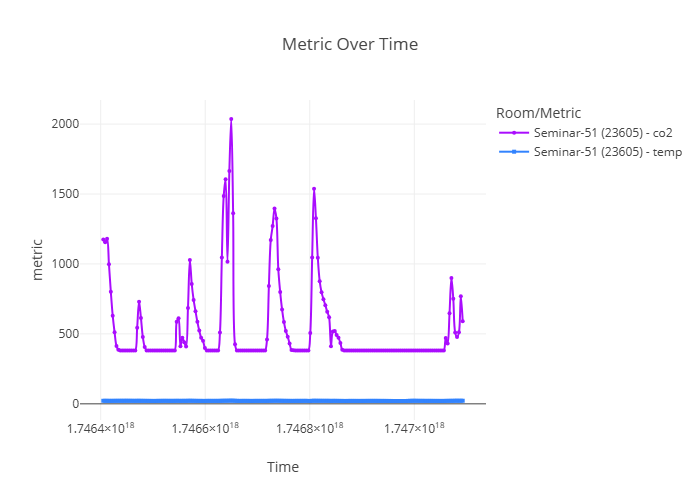 Metric Over Time
Room/Metric
Seminar-51 (23605) - co2
Seminar-51 (23605) - temp
metric
2000
1500
1000
500
0
1.7464×10¹⁸
1.7466×10¹⁸
1.7468×10¹⁸
1.747×10¹⁸
Time